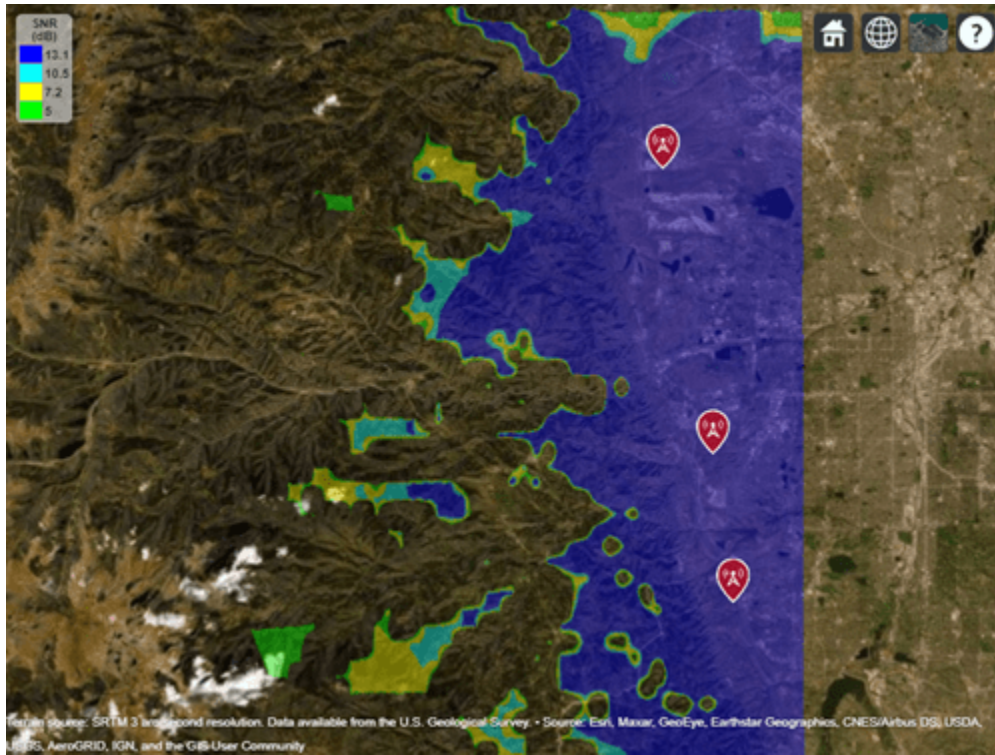 SNR
(dB)
13.1
10.5
7.2
5
?
Terrain source: SRTM 3 arc-second resolution. Data available from the U.S. Geological Survey. • Source: Esri, Maxar, GeoEye, Earthstar Geographics, CNES/Airbus DS, USDA,
USGS, AeroGRID, IGN, and the GIS User Community